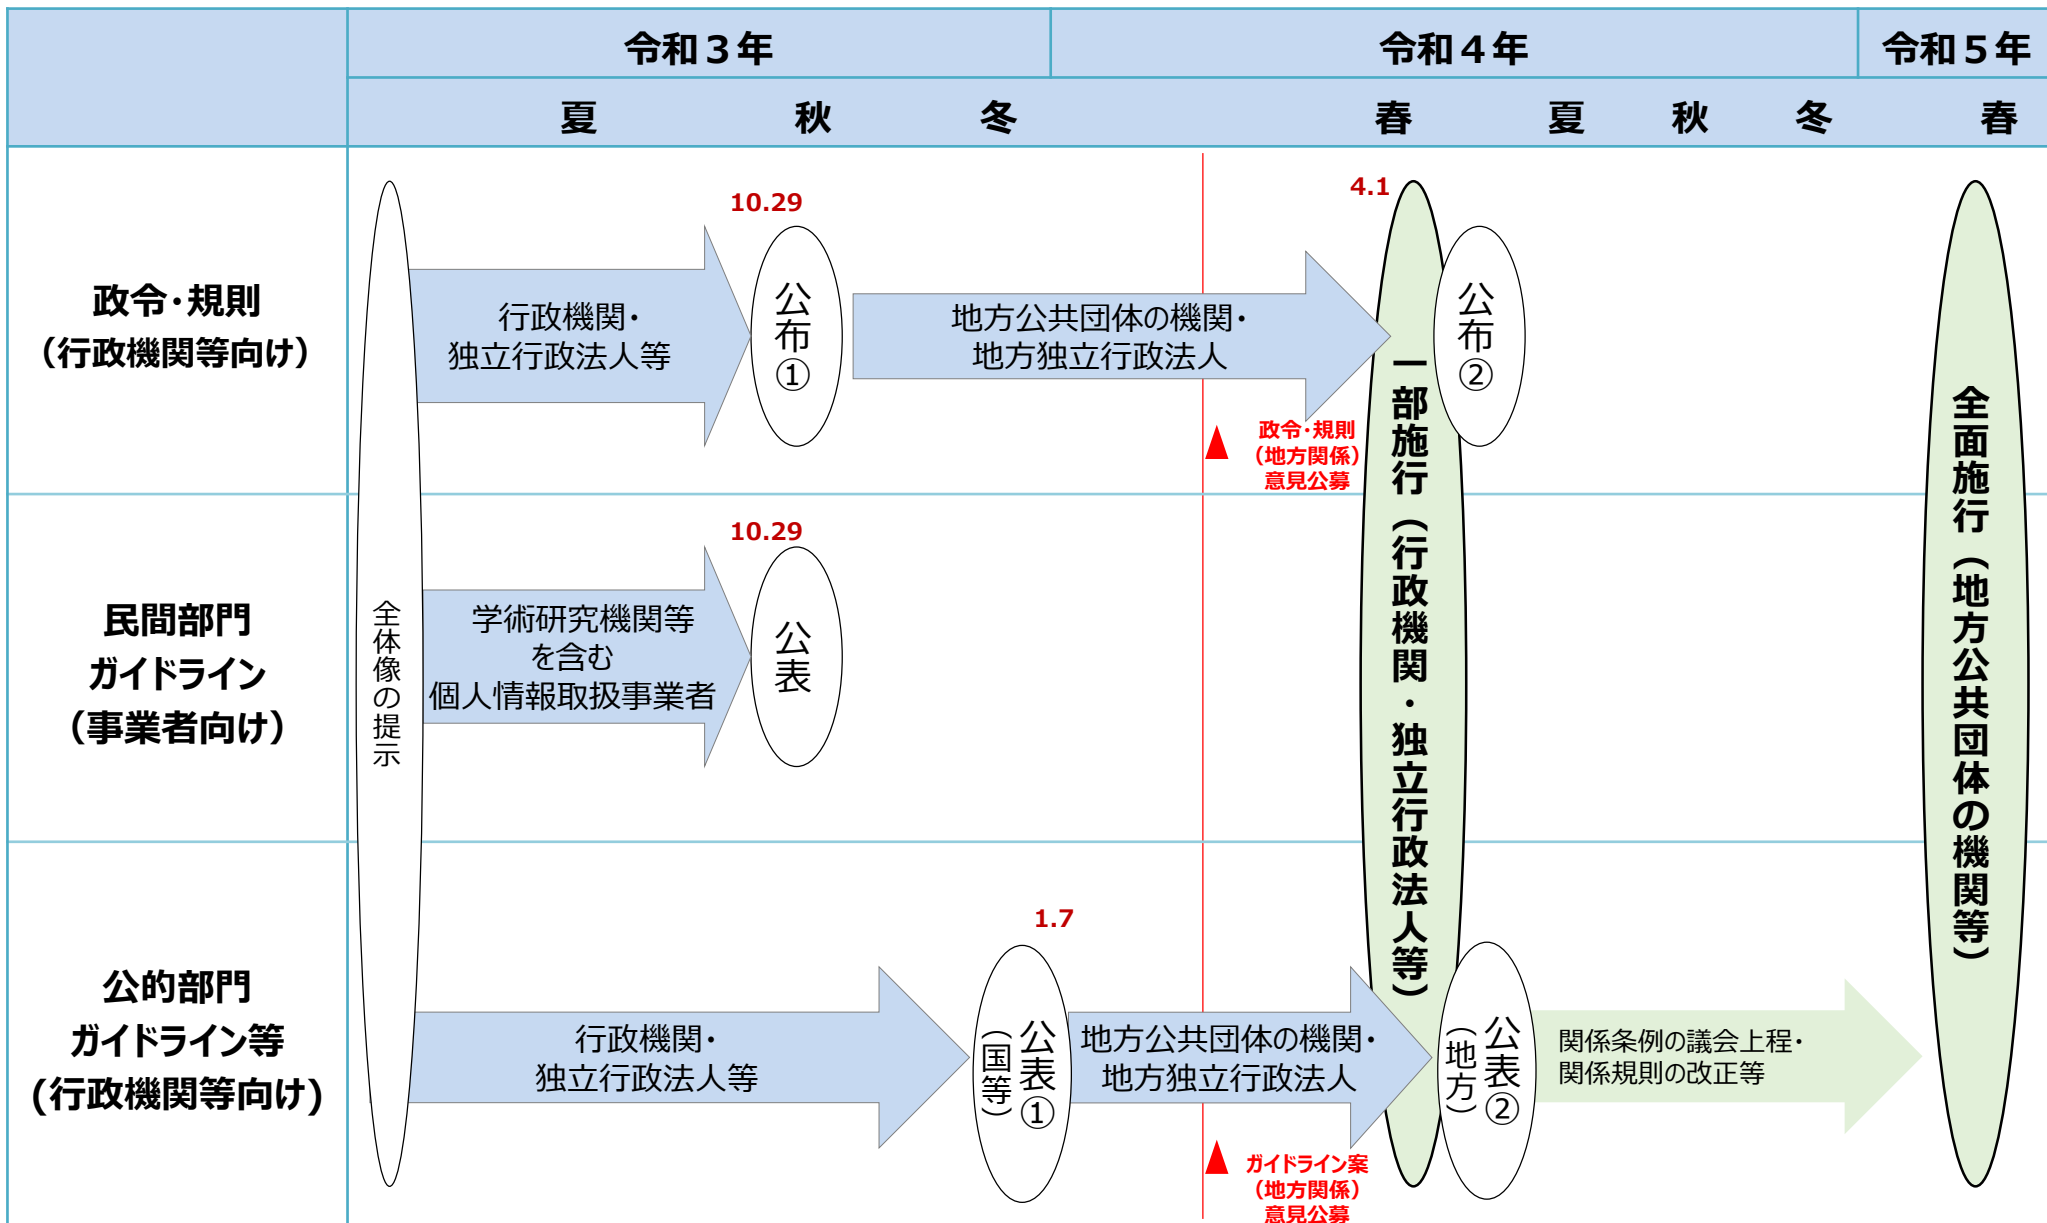 令和３年
令和４年
令和５年
夏
秋
冬
春
夏
秋
冬
春
政令・規則
（行政機関等向け）
全体像の提示
行政機関・
独立行政法人等
10.29
公布①
地方公共団体の機関・
地方独立行政法人
政令・規則
（地方関係）
意見公募
4.1
一部施行（行政機関・独立行政法人等）
公布②
全面施行（地方公共団体の機関等）
民間部門
ガイドライン
（事業者向け）
学術研究機関等
を含む
個人情報取扱事業者
10.29
公表
公的部門
ガイドライン等
(行政機関等向け)
行政機関・
独立行政法人等
1.7
公表①
（国等）
地方公共団体の機関・
地方独立行政法人
ガイドライン案
（地方関係）
意見公募
公表②
（地方）
関係条例の議会上程・
関係規則の改正等